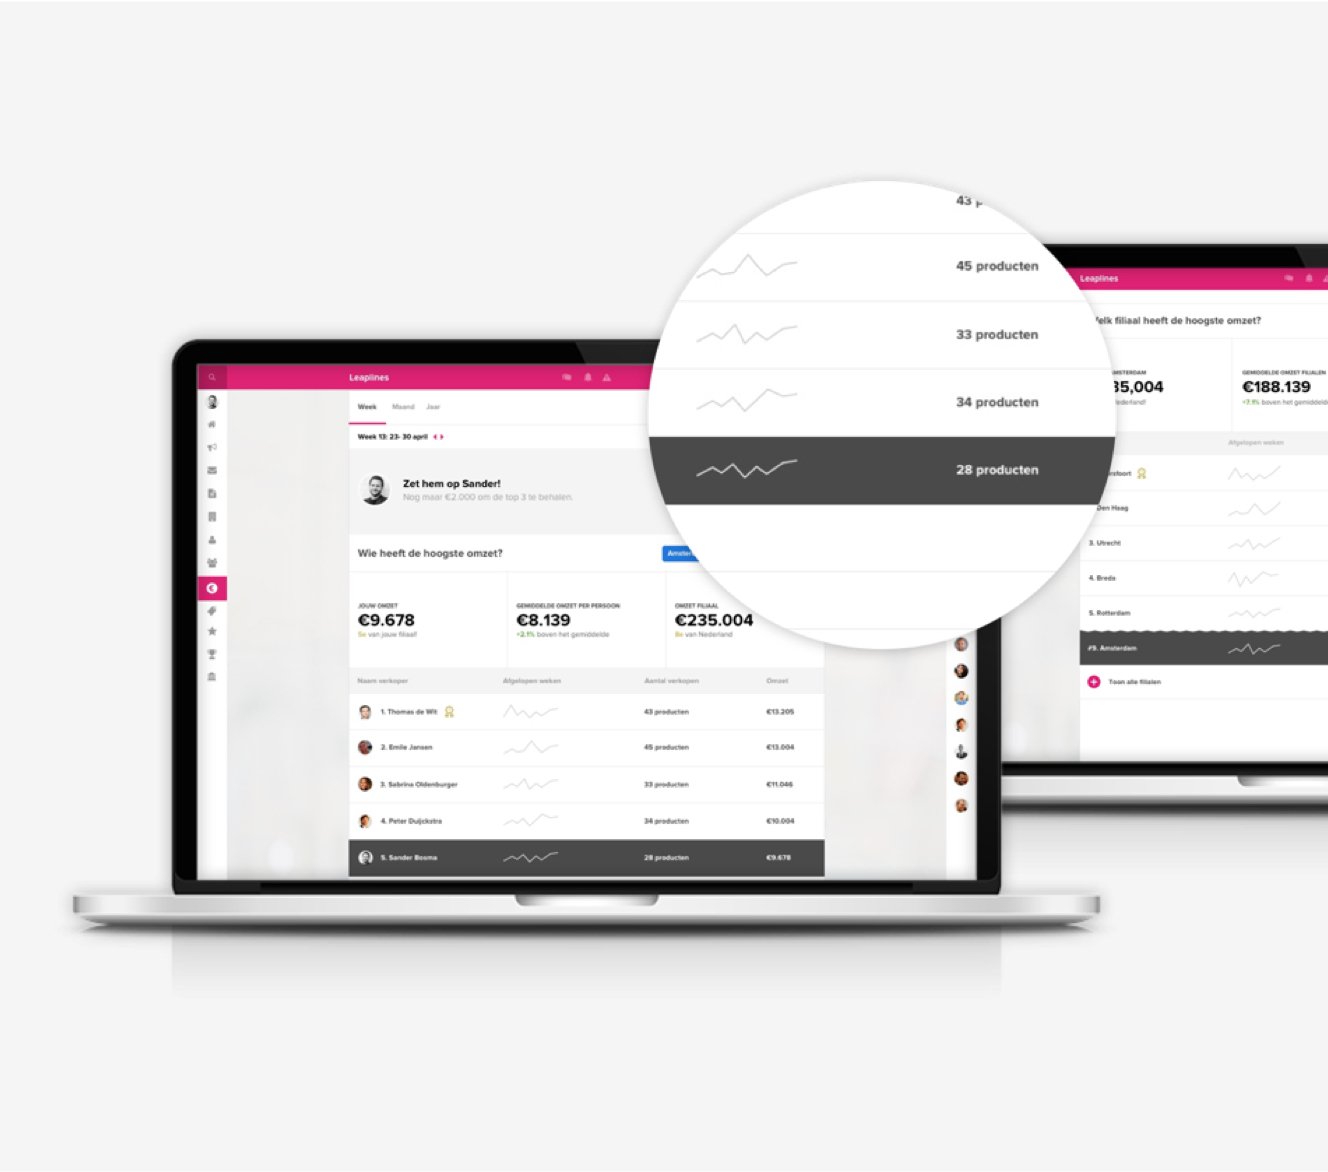 43 p
45 producten
33 producten
34 producten
28 producten
Leaplines
Week Maand Jaar
Week 13: 23- 30 april
Zet hem op Sander!
Nog maar €2.000 om de top 3 te behalen.
Wie heeft de hoogste omzet?
Amster
JOUW OMZET
€9.678
5e van jouw filiaal!
GEMIDDELDE OMZET PER PERSOON
€8.139
+2.1% boven het gemiddelde
OMZET FILIAAL
€235.004
8e van Nederland
Naam verkoper Afgelopen weken Aantal verkopen Omzet
1. Thomas de Wit 43 producten €13.205
2. Emile Jansen 45 producten €13.004
3. Sabrina Oldenburger 33 producten €11.046
4. Peter Duijckstra 34 producten €10.004
5. Sander Bosma 28 producten €9.678
Leaplines
Welk filiaal heeft de hoogste omzet?
AMSTERDAM
35,004
Nederland!
GEMIDDELDE OMZET FILIALEN
€188.139
+7.1% boven het gemiddeld
Afgelopen weken
rsfoort
Den Haag
3. Utrecht
4. Breda
5. Rotterdam
#9. Amsterdam
Toon alle filialen